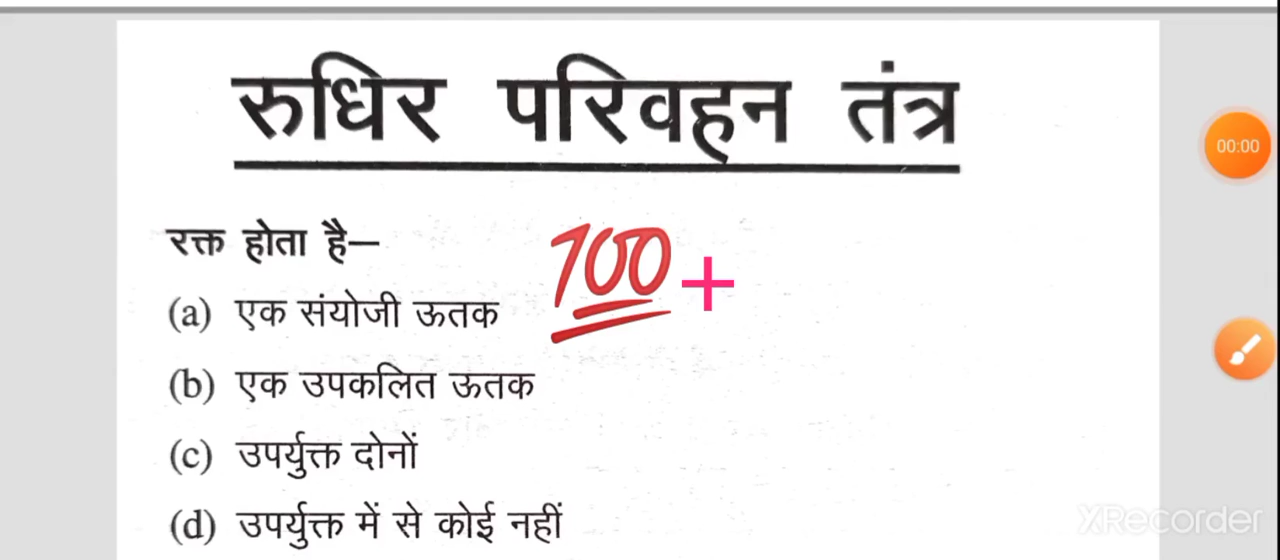 रुधिर परिवहन तंत्र
00:00
रक्त होता है–
100 +
(a) एक संयोजी ऊतक
(b) एक उपकलित ऊतक
(c) उपर्युक्त दोनों
(d) उपर्युक्त में से कोई नहीं
XRecorder